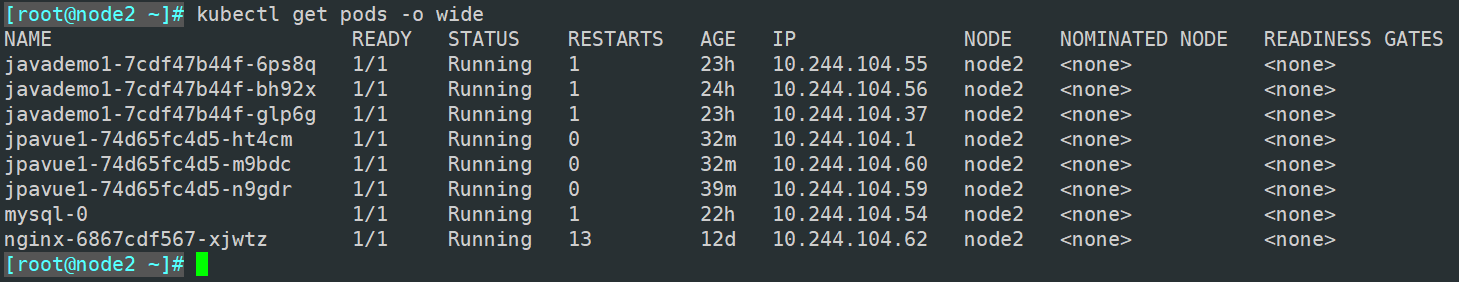 [root@node2 ~]# kubectl get pods -o wide
NAME READY STATUS RESTARTS AGE IP NODE NOMINATED NODE READINESS GATES
javademo1-7cdf47b44f-6ps8q 1/1 Running 1 23h 10.244.104.55 node2 <none> <none>
javademo1-7cdf47b44f-bh92x 1/1 Running 1 24h 10.244.104.56 node2 <none> <none>
javademo1-7cdf47b44f-glp6g 1/1 Running 1 23h 10.244.104.37 node2 <none> <none>
jpavue1-74d65fc4d5-ht4cm 1/1 Running 0 32m 10.244.104.1 node2 <none> <none>
jpavue1-74d65fc4d5-m9bdc 1/1 Running 0 32m 10.244.104.60 node2 <none> <none>
jpavue1-74d65fc4d5-n9gdr 1/1 Running 0 39m 10.244.104.59 node2 <none> <none>
mysql-0 1/1 Running 1 22h 10.244.104.54 node2 <none> <none>
nginx-6867cdf567-xjwtz 1/1 Running 13 12d 10.244.104.62 node2 <none> <none>
[root@node2 ~]#